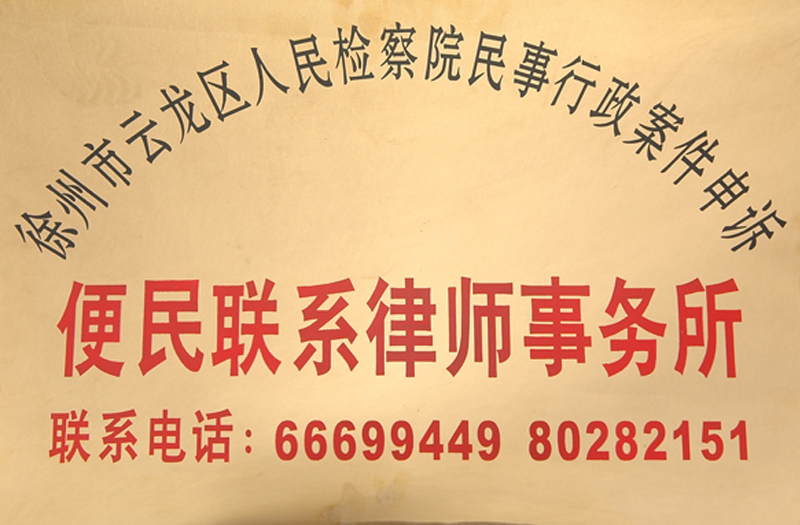 徐州市云龙区人民检察院民事行政案件申诉
便民联系律师事务所
联系电话：66699449 80282151